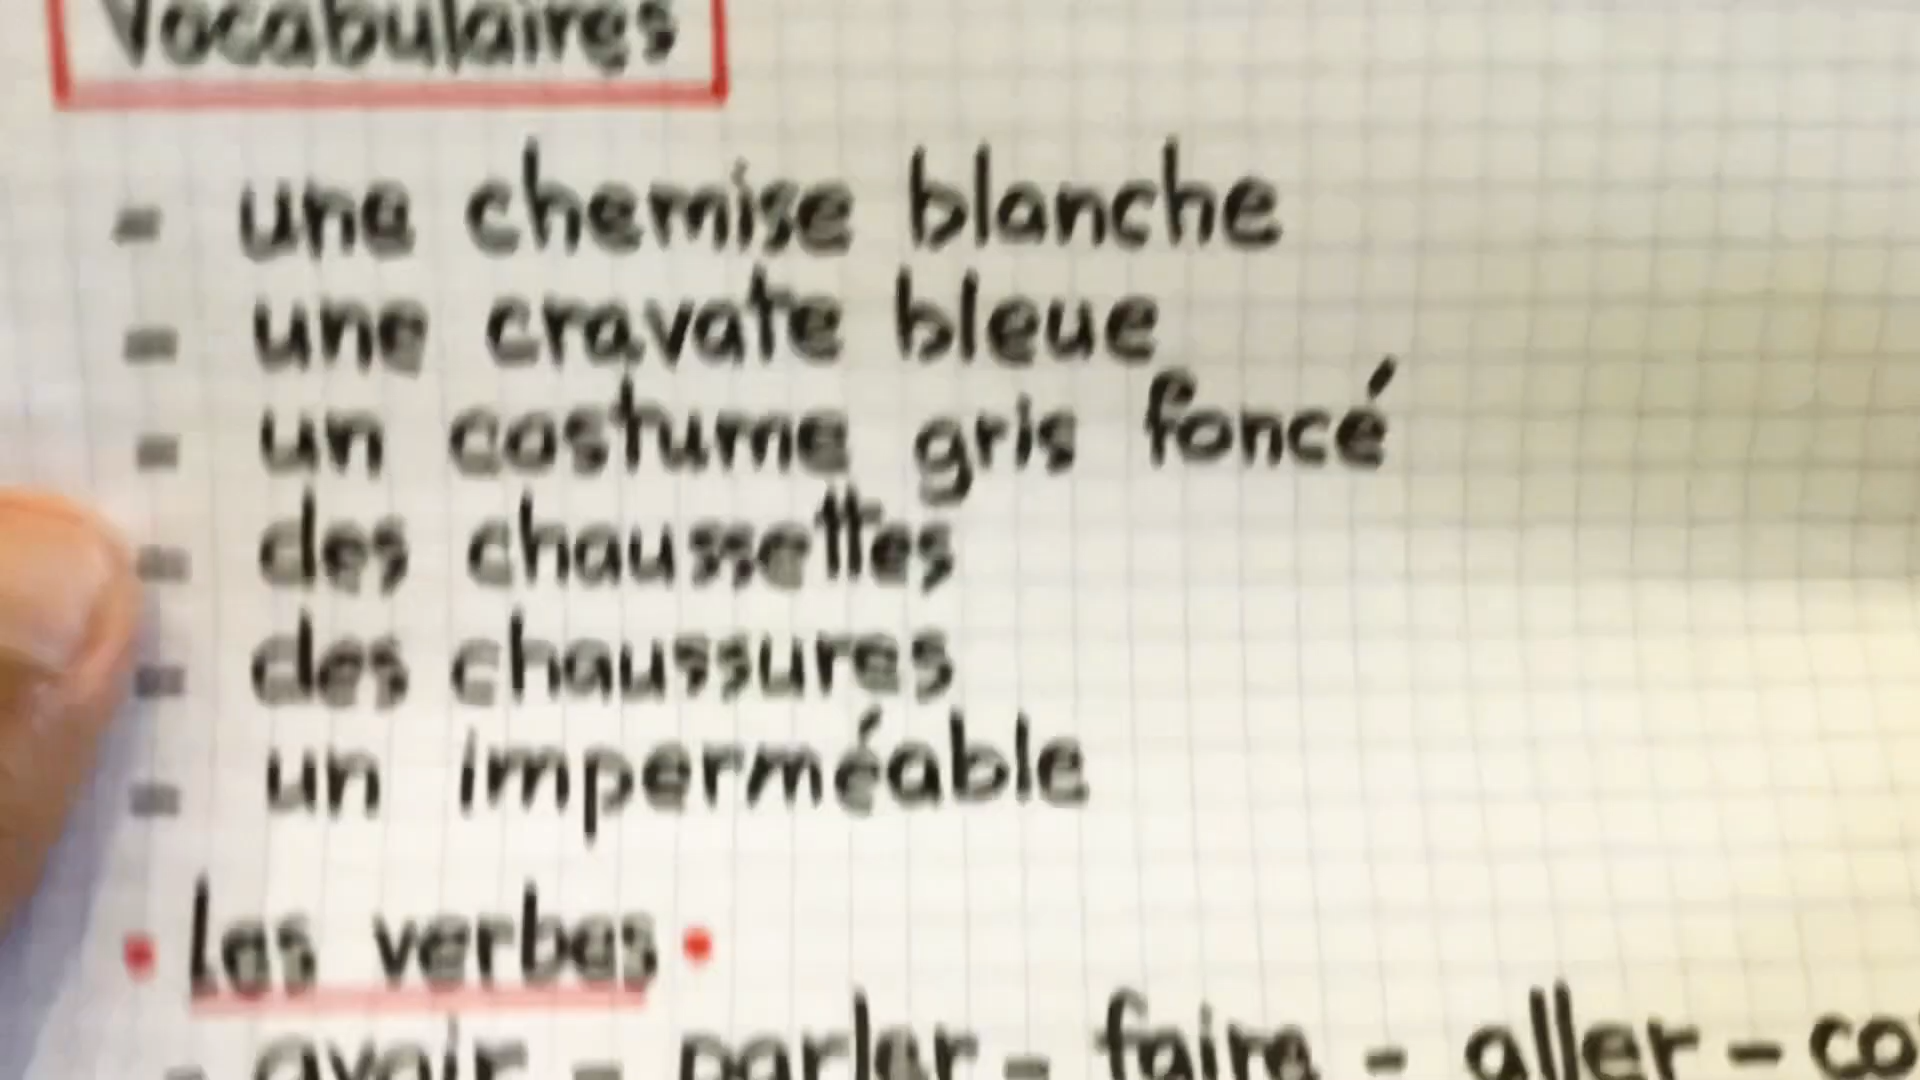 Vocabulaires
- une chemise blanche
- une cravate bleue
- un costume gris foncé
- des chaussettes
- des chaussures
- un imperméable
• Les verbes •
- avoir - parler - faire - aller -